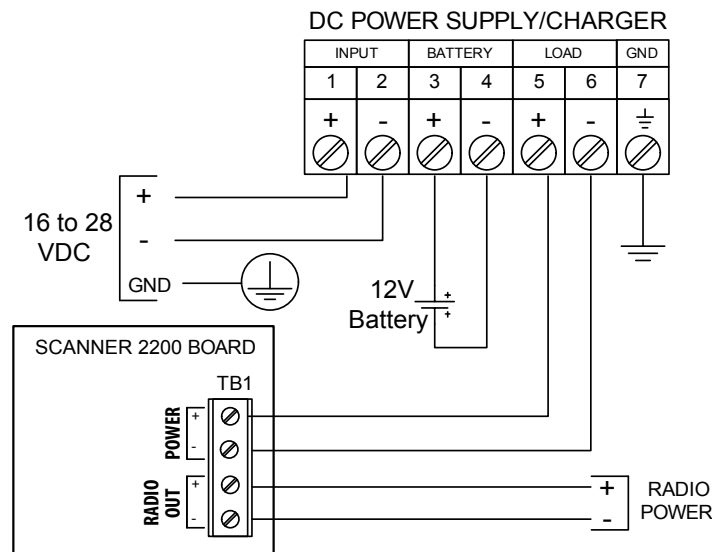 DC POWER SUPPLY/CHARGER
INPUT BATTERY LOAD GND
1 2 3 4 5 6 7
+ - + - + -
16 to 28
VDC
+
-
GND
12V
Battery
+
+
SCANNER 2200 BOARD
TB1
POWER
+
-
RADIO
OUT
+
-
+
-
RADIO
POWER